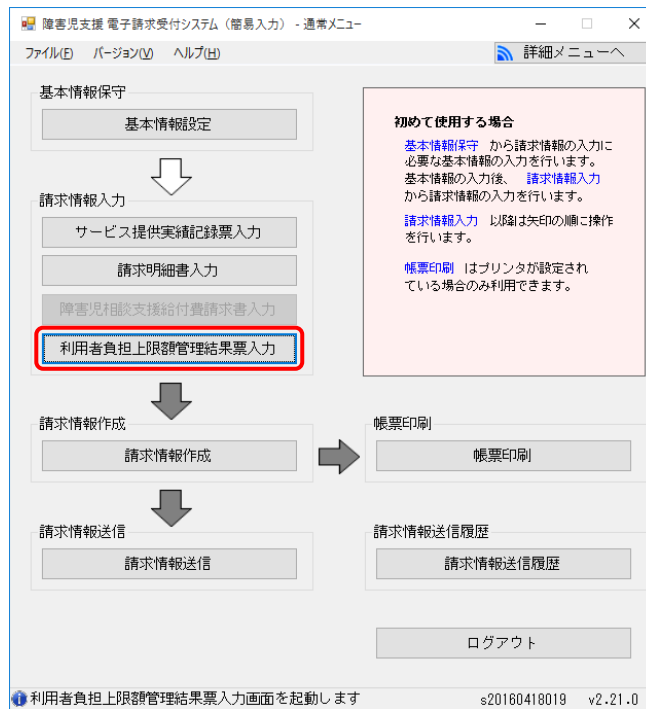 障害児支援 電子請求受付システム（簡易入力） - 通常メニュー
ファイル(F) バージョン(V) ヘルプ(H)
詳細メニューへ
基本情報保守
基本情報設定
請求情報入力
サービス提供実績記録票入力
請求明細書入力
障害児相談支援給付費請求書入力
利用者負担上限額管理結果票入力
初めて使用する場合
基本情報保守 から請求情報の入力に
必要な基本情報の入力を行います。
基本情報の入力後、 請求情報入力
から請求情報の入力を行います。
請求情報入力 以降は矢印の順に操作
を行います。
帳票印刷 はプリンタが設定され
ている場合のみ利用できます。
請求情報作成
請求情報作成
帳票印刷
帳票印刷
請求情報送信
請求情報送信
請求情報送信履歴
請求情報送信履歴
ログアウト
利用者負担上限額管理結果票入力画面を起動します
s20160418019 v2.21.0